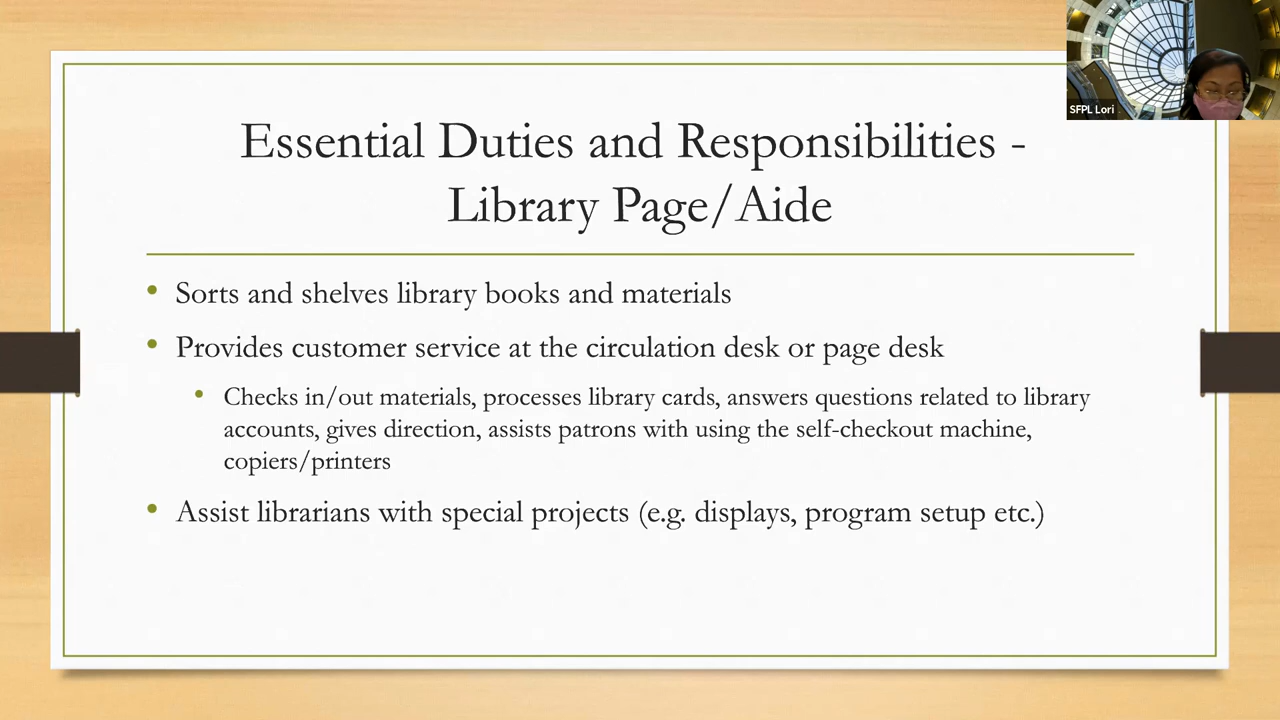 SFPL Lori
Essential Duties and Responsibilities -
Library Page/Aide
• Sorts and shelves library books and materials
• Provides customer service at the circulation desk or page desk
• Checks in/out materials, processes library cards, answers questions related to library
accounts, gives direction, assists patrons with using the self-checkout machine,
copiers/printers
• Assist librarians with special projects (e.g. displays, program setup etc.)